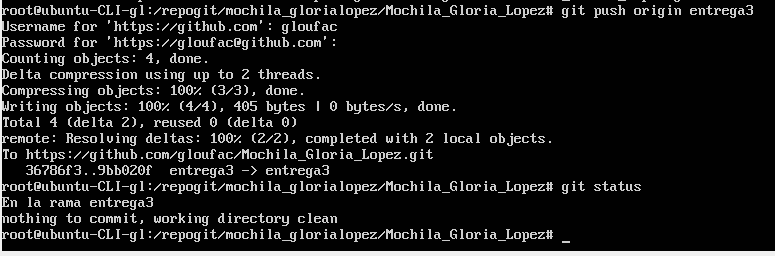 root@ubuntu-CLI-gl:/repogit/mochila_glorialopez/Mochila_Gloria_Lopez# git push origin entrega3
Username for 'https://github.com': gloufac
Password for 'https://gloufac@github.com':
Counting objects: 4, done.
Delta compression using up to 2 threads.
Compressing objects: 100% (3/3), done.
Writing objects: 100% (4/4), 405 bytes | 0 bytes/s, done.
Total 4 (delta 2), reused 0 (delta 0)
remote: Resolving deltas: 100% (2/2), completed with 2 local objects.
To https://github.com/gloufac/Mochila_Gloria_Lopez.git
   36786f3..9bb020f  entrega3 -> entrega3
root@ubuntu-CLI-gl:/repogit/mochila_glorialopez/Mochila_Gloria_Lopez# git status
En la rama entrega3
nothing to commit, working directory clean
root@ubuntu-CLI-gl:/repogit/mochila_glorialopez/Mochila_Gloria_Lopez# _